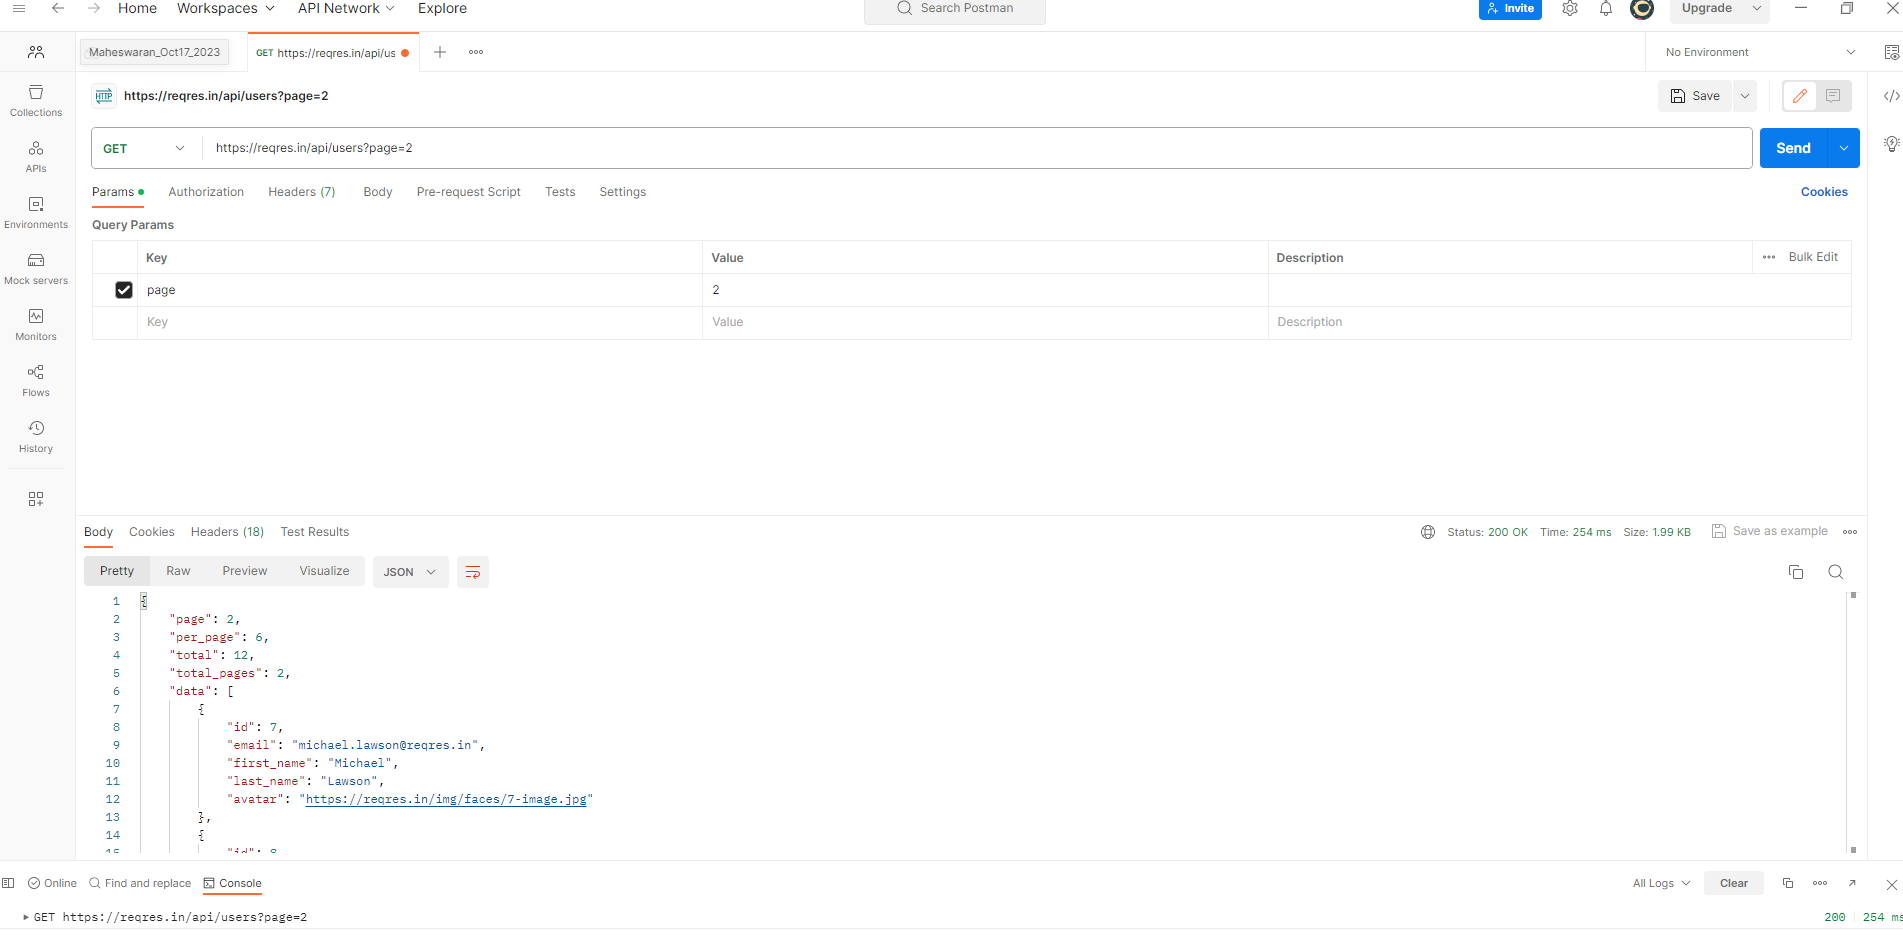 Home Workspaces API Network Explore Search Postman Invite Upgrade
Maheswaran_Oct17_2023 GET https://reqres.in/api/us No Environment
HTTP https://reqres.in/api/users?page=2 Save
GET https://reqres.in/api/users?page=2 Send
Params Authorization Headers (7) Body Pre-request Script Tests Settings Cookies
Query Params
Key Value Description Bulk Edit
page 2
Key Value Description
Collections
APIs
Environments
Mock servers
Monitors
Flows
History
Body Cookies Headers (18) Test Results Status: 200 OK Time: 254 ms Size: 1.99 KB Save as example
Pretty Raw Preview Visualize JSON
1 {
2 "page": 2,
3 "per_page": 6,
4 "total": 12,
5 "total_pages": 2,
6 "data": [
7 {
8 "id": 7,
9 "email": "michael.lawson@reqres.in",
10 "first_name": "Michael",
11 "last_name": "Lawson",
12 "avatar": "https://reqres.in/img/faces/7-image.jpg"
13 },
14 {
15 "id": 8
Online Find and replace Console All Logs Clear
GET https://reqres.in/api/users?page=2 200 254 ms